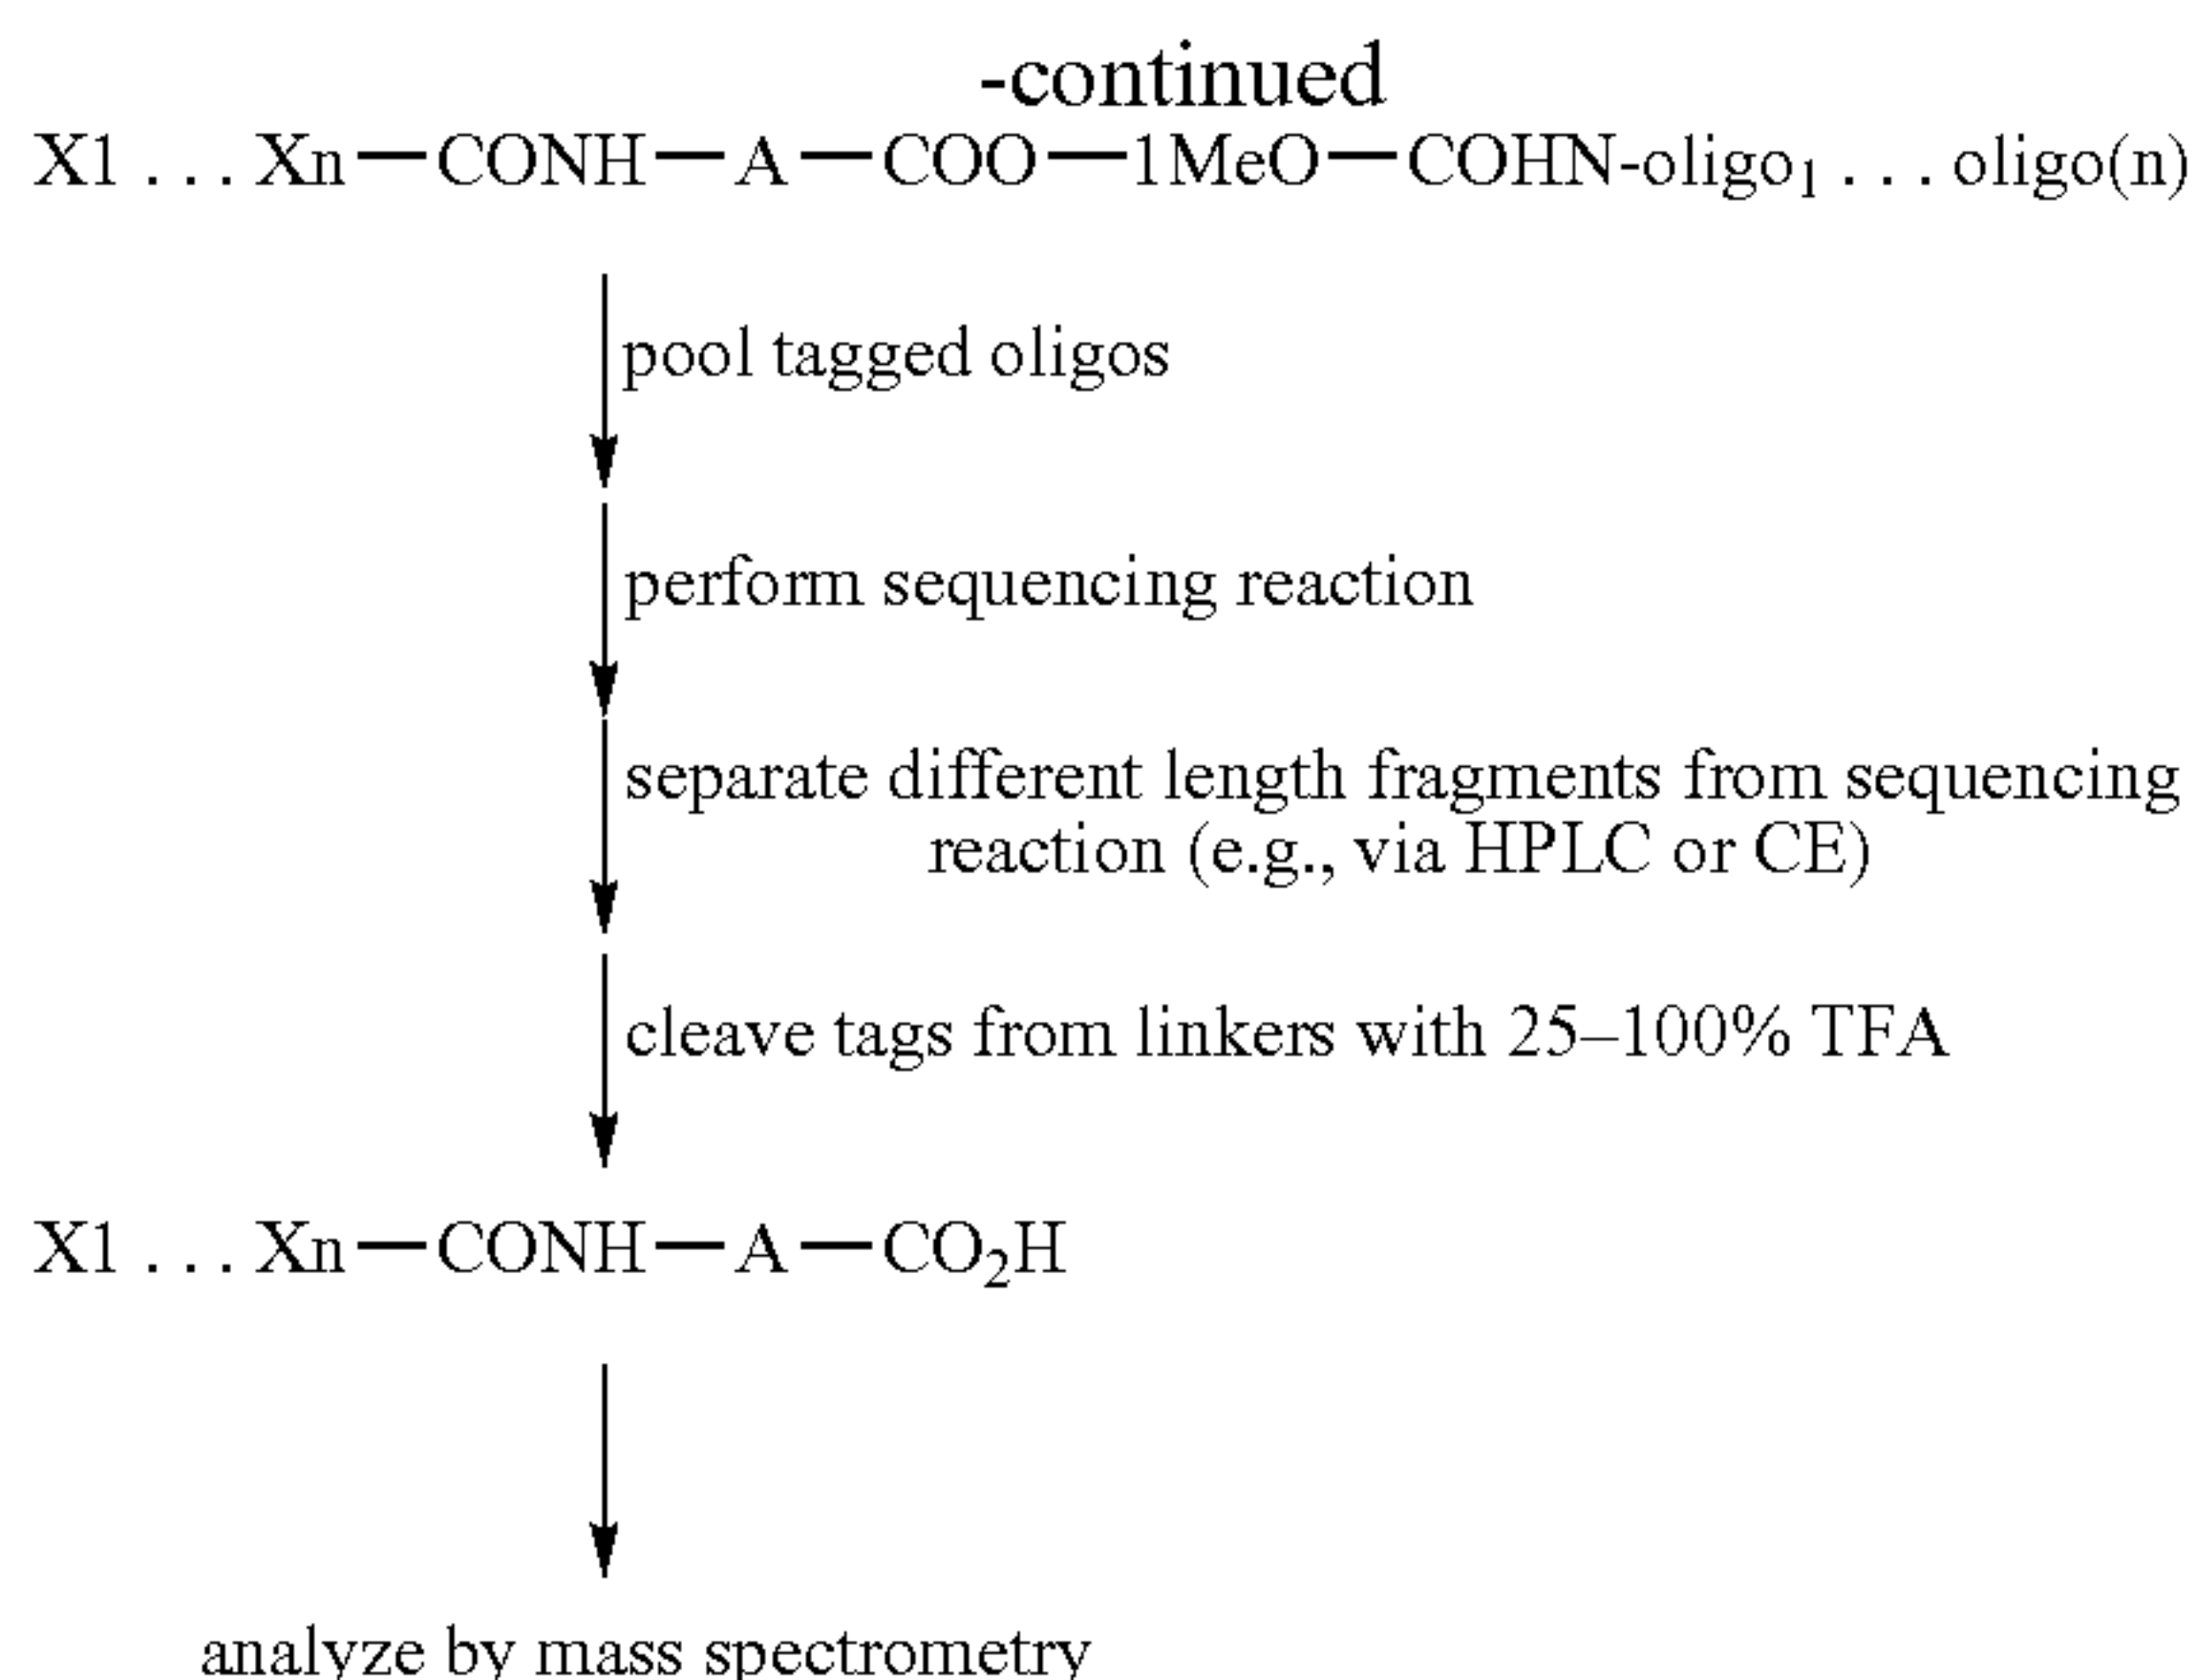 -continued
X1 . . . Xn—CONH—A—COO—1MeO—COHN-oligo₁ . . . oligo(n)
pool tagged oligos
perform sequencing reaction
separate different length fragments from sequencing
reaction (e.g., via HPLC or CE)
cleave tags from linkers with 25–100% TFA
X1 . . . Xn—CONH—A—CO₂H
analyze by mass spectrometry